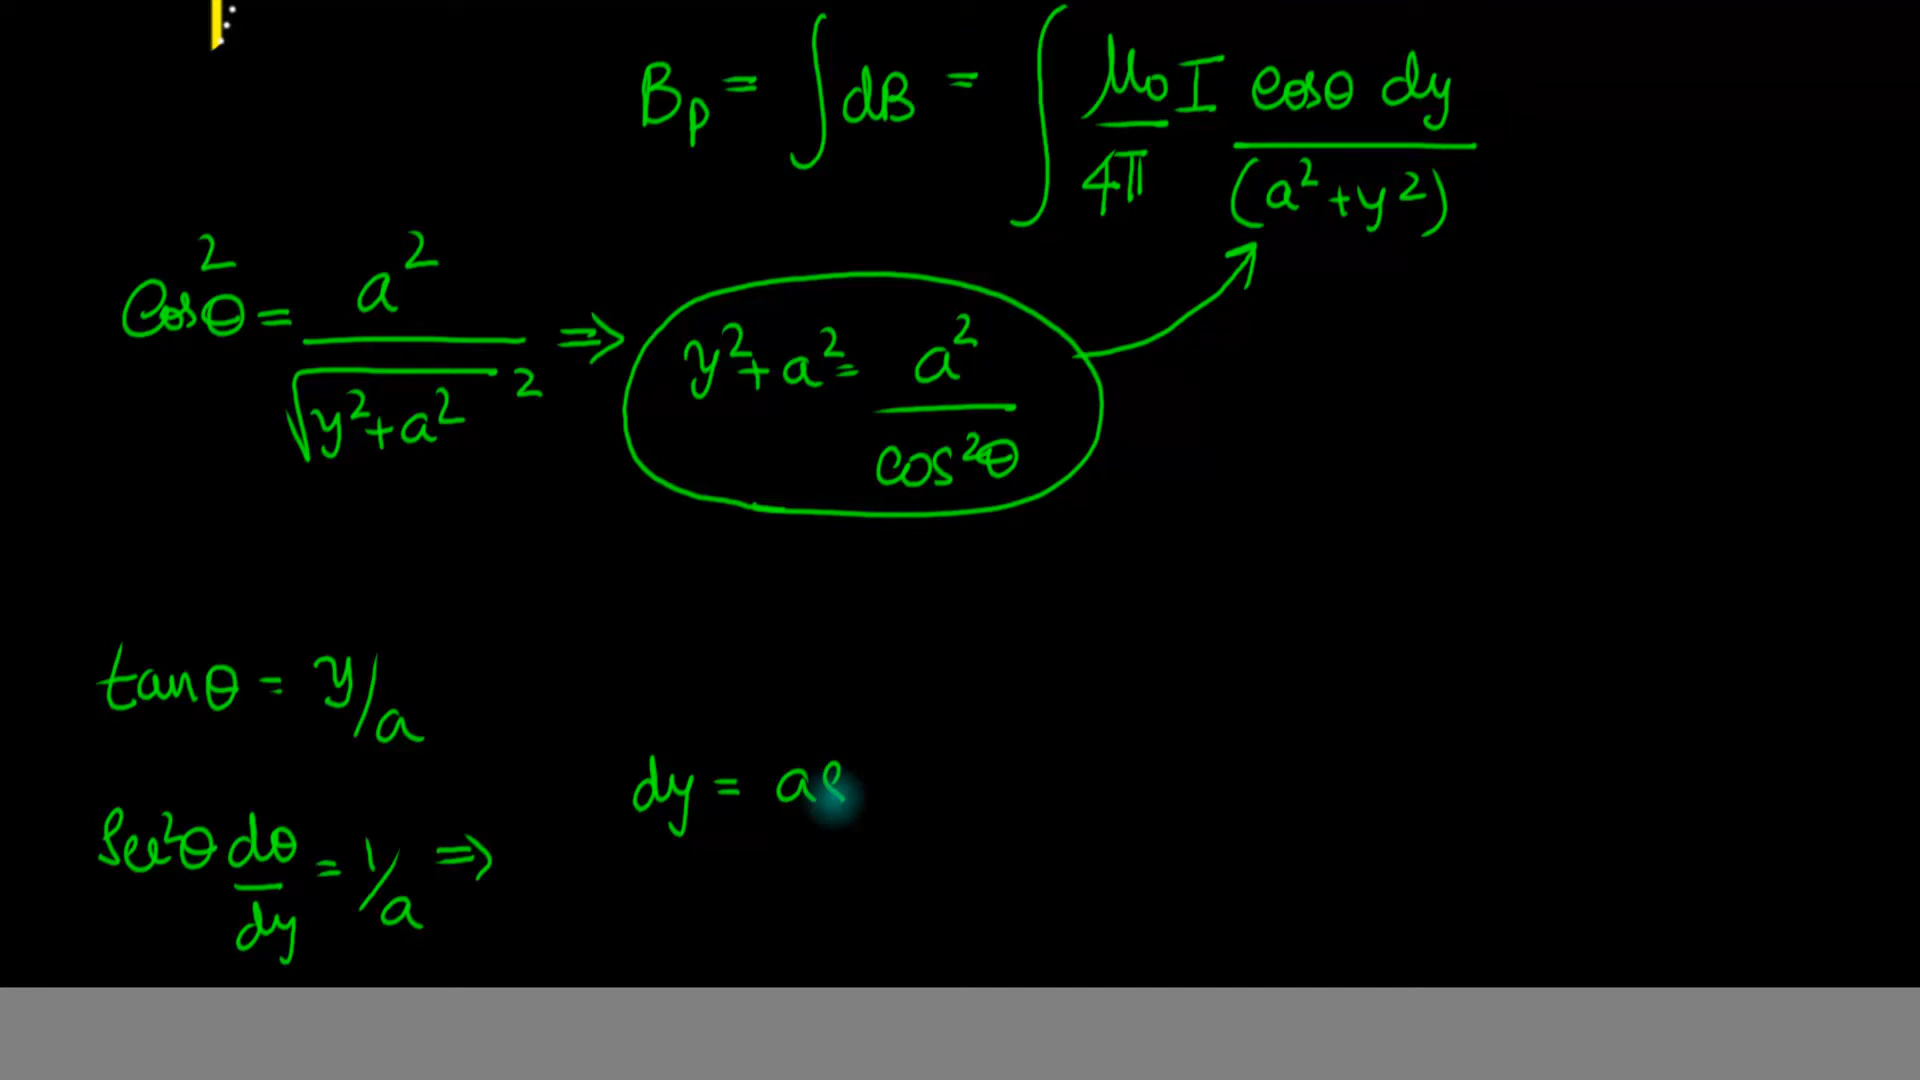 Bp = ∫dB = ∫ μ₀/4π I cosθ dy/(a²+y²)
cos²θ = a²/√y²+a² ² ⇒ y²+a² = a²/cos²θ
tanθ = y/a
dy = a
sec²θ dθ/dy = 1/a ⇒